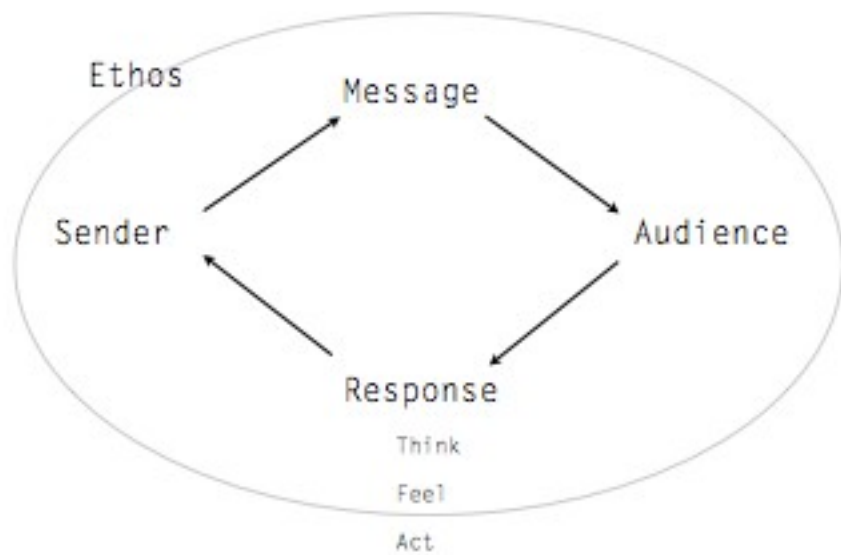 Ethos
Message
Sender
Audience
Response
Think
Feel
Act